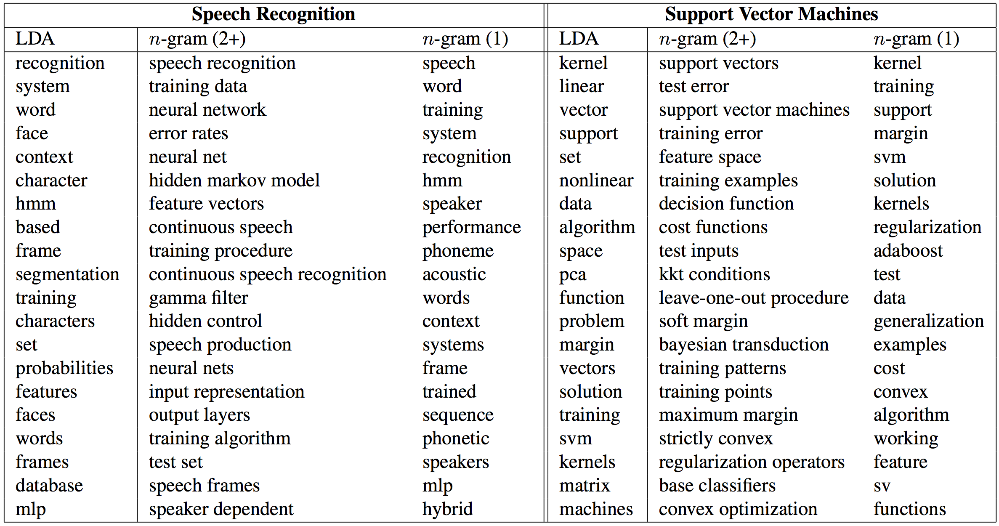 Speech Recognition Support Vector Machines
LDA n-gram (2+) n-gram (1) LDA n-gram (2+) n-gram (1)
recognition speech recognition speech kernel support vectors kernel
system training data word linear test error training
word neural network training vector support vector machines support
face error rates system support training error margin
context neural net recognition set feature space svm
character hidden markov model hmm nonlinear training examples solution
hmm feature vectors speaker data decision function kernels
based continuous speech performance algorithm cost functions regularization
frame training procedure phoneme space test inputs adaboost
segmentation continuous speech recognition acoustic pca kkt conditions test
training gamma filter words function leave-one-out procedure data
characters hidden control context problem soft margin generalization
set speech production systems margin bayesian transduction examples
probabilities neural nets frame vectors training patterns cost
features input representation trained solution training points convex
faces output layers sequence training maximum margin algorithm
words training algorithm phonetic svm strictly convex working
frames test set speakers kernels regularization operators feature
database speech frames mlp matrix base classifiers sv
mlp speaker dependent hybrid machines convex optimization functions